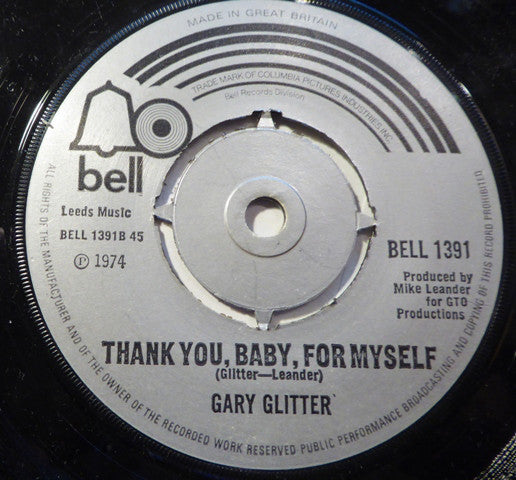 MADE IN GREAT BRITAIN
TRADE MARK OF COLUMBIA PICTURES INDUSTRIES, INC.
Bell Records Division
bell
Leeds Music
BELL 1391B 45
Ⓟ 1974
BELL 1391
Produced by
Mike Leander
for GTO
Productions
THANK YOU, BABY, FOR MYSELF
(Glitter—Leander)
GARY GLITTER
ALL RIGHTS OF THE MANUFACTURER AND OF THE OWNER OF THE RECORDED WORK RESERVED PUBLIC PERFORMANCE BROADCASTING AND COPYING OF THIS RECORD PROHIBITED